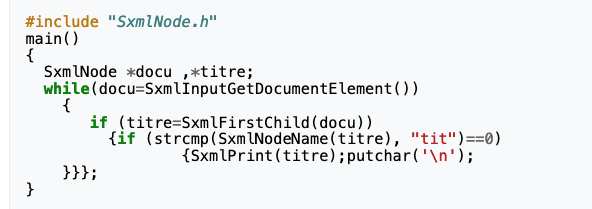 #include "SxmlNode.h"
main()
{
  SxmlNode *docu ,*titre;
  while(docu=SxmlInputGetDocumentElement())
    {
       if (titre=SxmlFirstChild(docu))
         {if (strcmp(SxmlNodeName(titre), "tit")==0)
                 {SxmlPrint(titre);putchar('\n');
    }}};
}